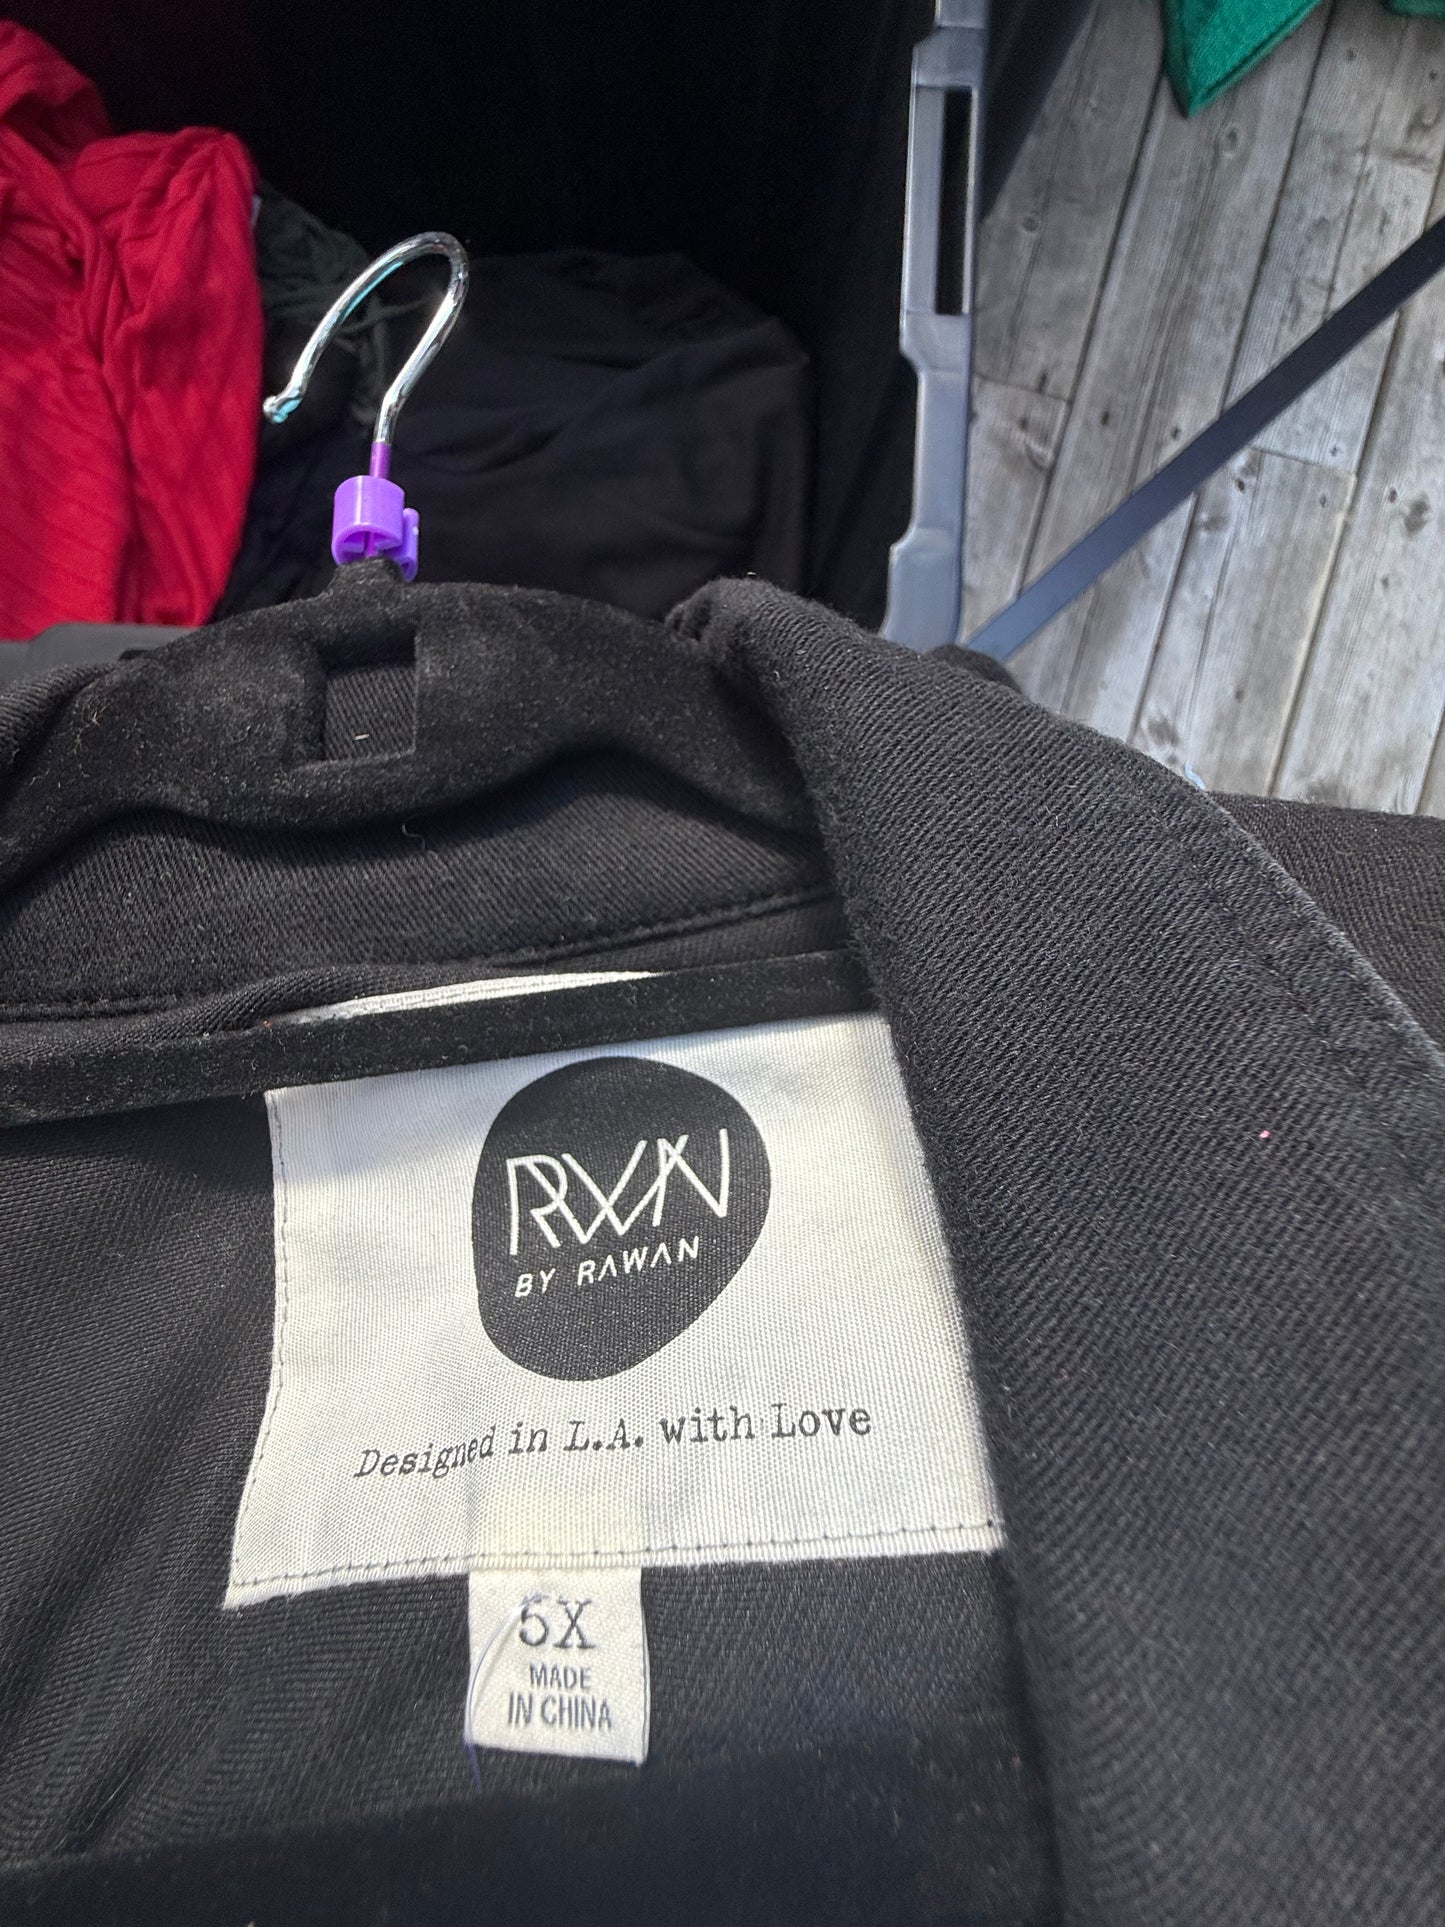 RWN
BY RAWAN
Designed in L.A. with Love
5X
MADE
IN CHINA